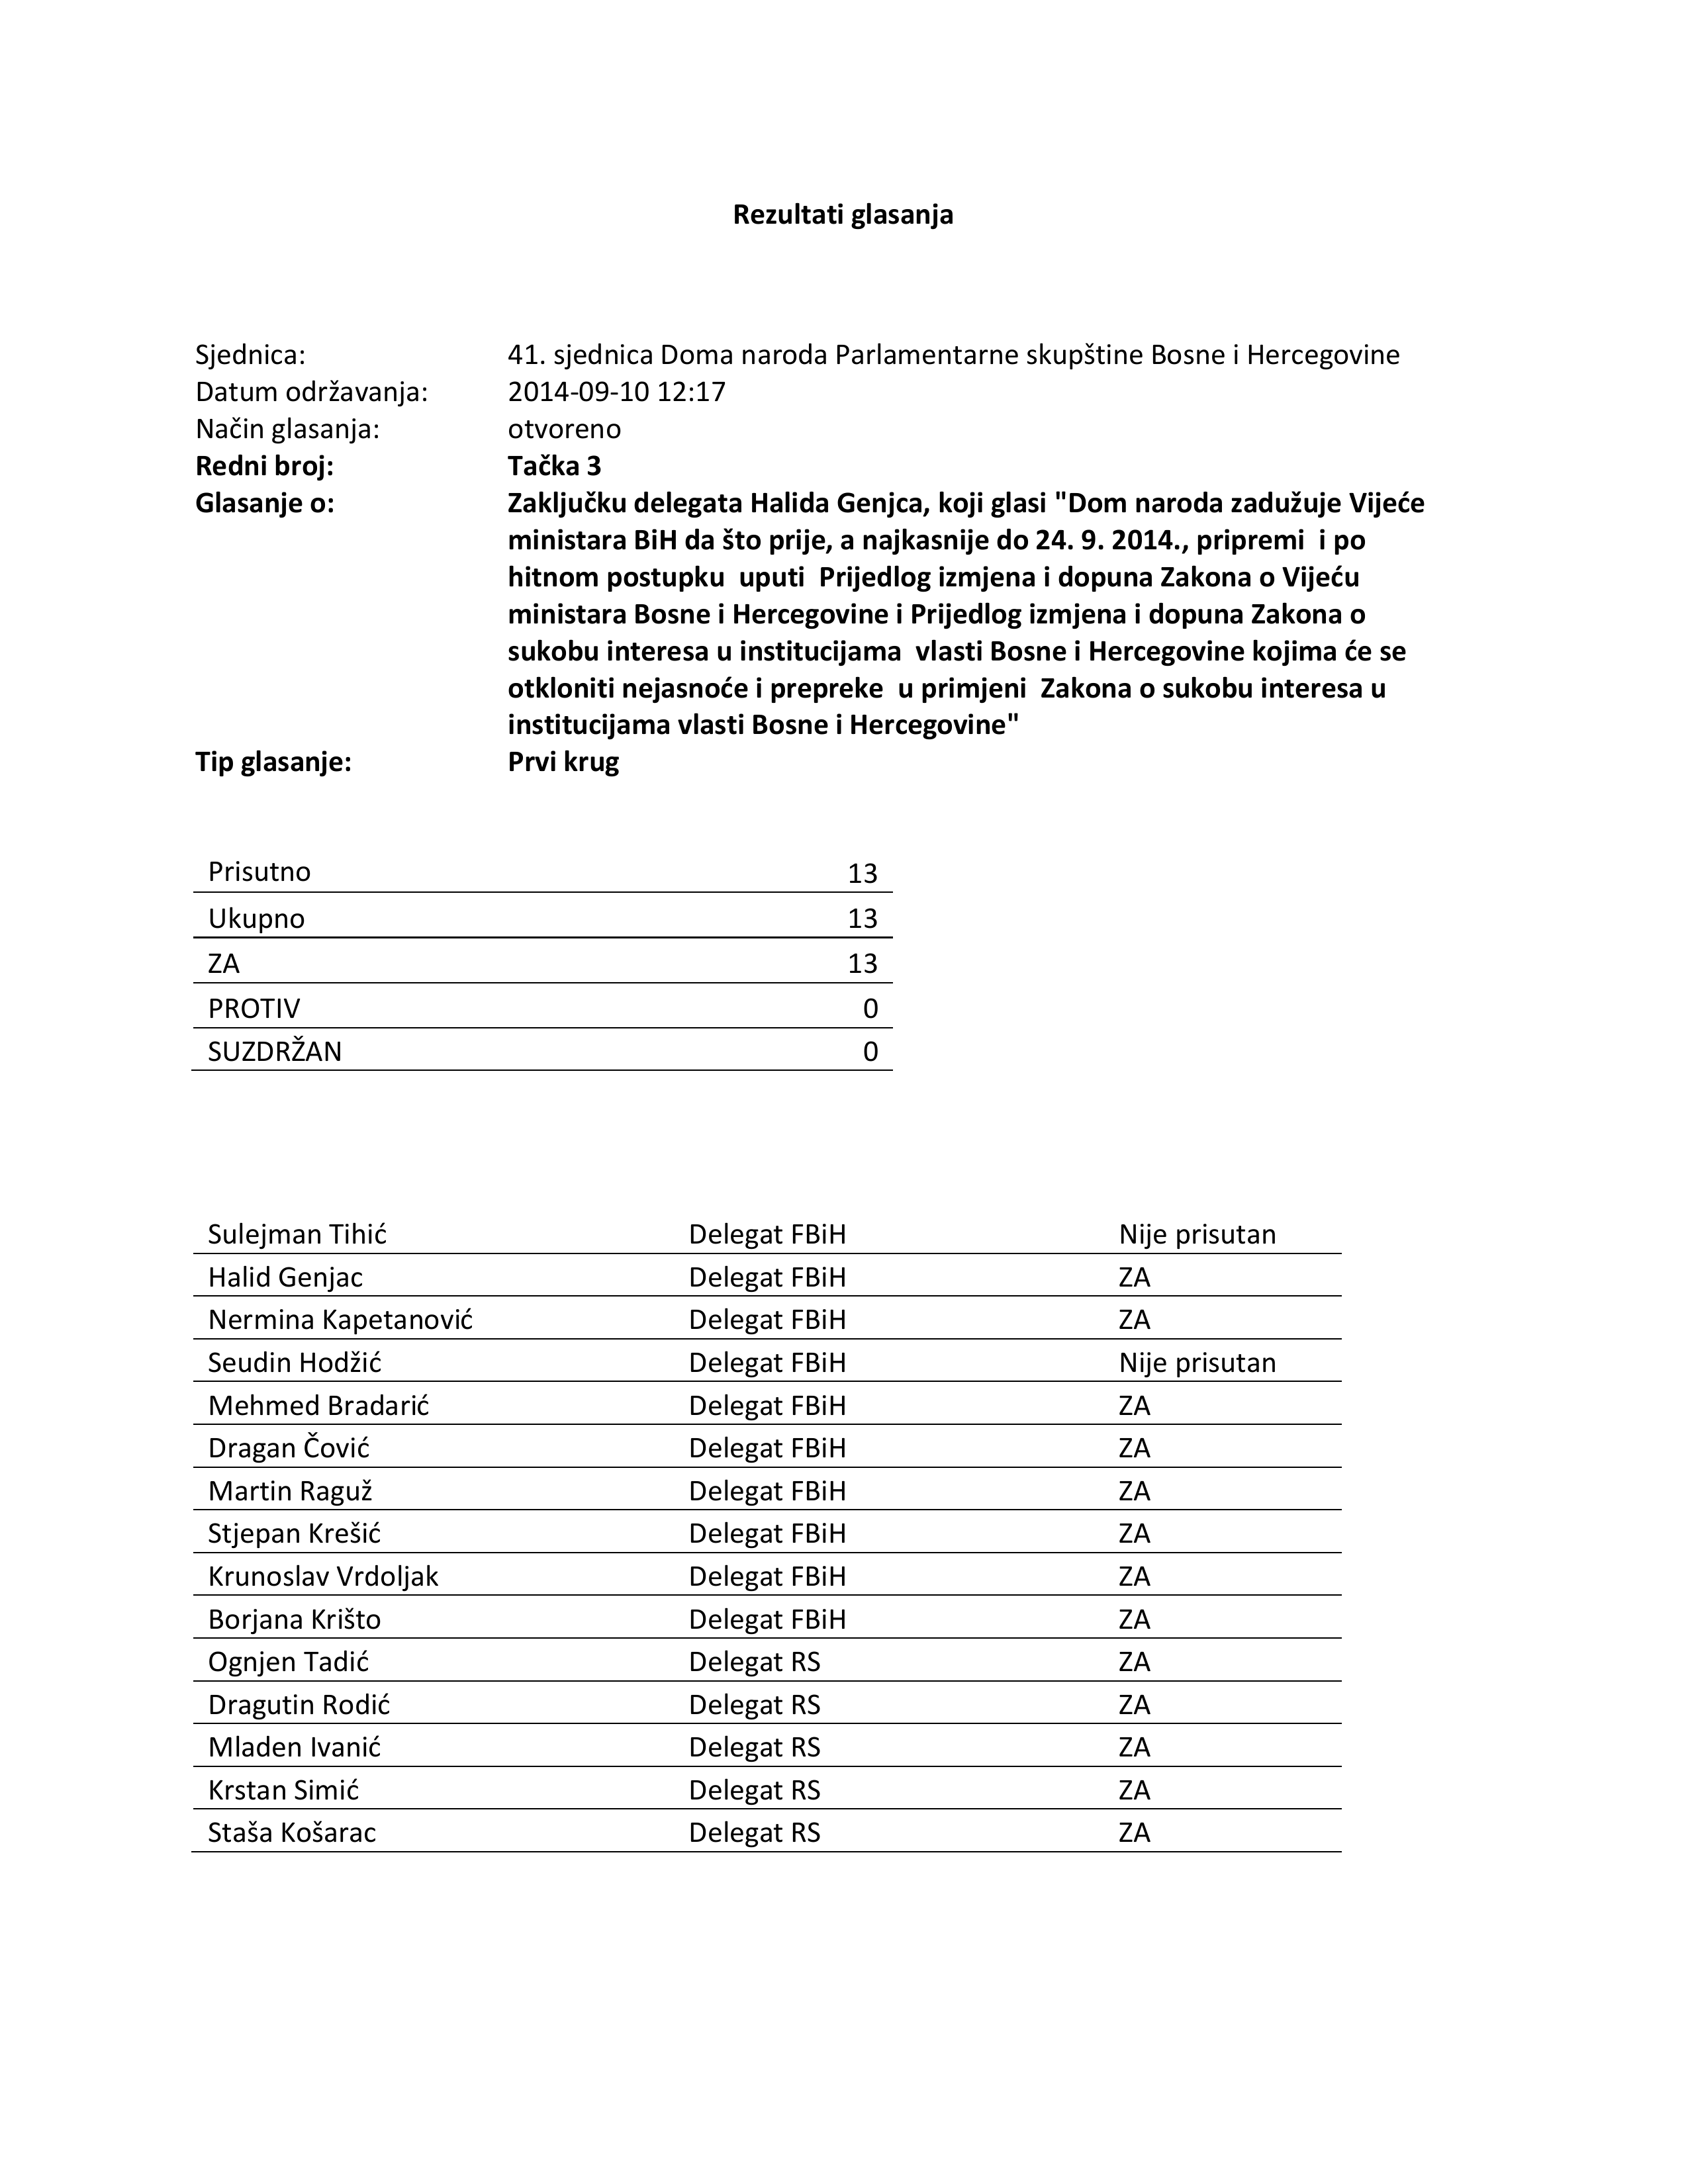 Rezultati glasanja
Sjednica: 41. sjednica Doma naroda Parlamentarne skupštine Bosne i Hercegovine
Datum održavanja: 2014-09-10 12:17
Način glasanja: otvoreno
Redni broj: Tačka 3
Glasanje o: Zaključku delegata Halida Genjca, koji glasi "Dom naroda zadužuje Vijeće
ministara BiH da što prije, a najkasnije do 24. 9. 2014., pripremi  i po
hitnom postupku  uputi  Prijedlog izmjena i dopuna Zakona o Vijeću
ministara Bosne i Hercegovine i Prijedlog izmjena i dopuna Zakona o
sukobu interesa u institucijama  vlasti Bosne i Hercegovine kojima će se
otkloniti nejasnoće i prepreke  u primjeni  Zakona o sukobu interesa u
institucijama vlasti Bosne i Hercegovine"
Tip glasanje: Prvi krug
Prisutno 13
Ukupno 13
ZA 13
PROTIV 0
SUZDRŽAN 0
Sulejman Tihić Delegat FBiH Nije prisutan
Halid Genjac Delegat FBiH ZA
Nermina Kapetanović Delegat FBiH ZA
Seudin Hodžić Delegat FBiH Nije prisutan
Mehmed Bradarić Delegat FBiH ZA
Dragan Čović Delegat FBiH ZA
Martin Raguž Delegat FBiH ZA
Stjepan Krešić Delegat FBiH ZA
Krunoslav Vrdoljak Delegat FBiH ZA
Borjana Krišto Delegat FBiH ZA
Ognjen Tadić Delegat RS ZA
Dragutin Rodić Delegat RS ZA
Mladen Ivanić Delegat RS ZA
Krstan Simić Delegat RS ZA
Staša Košarac Delegat RS ZA